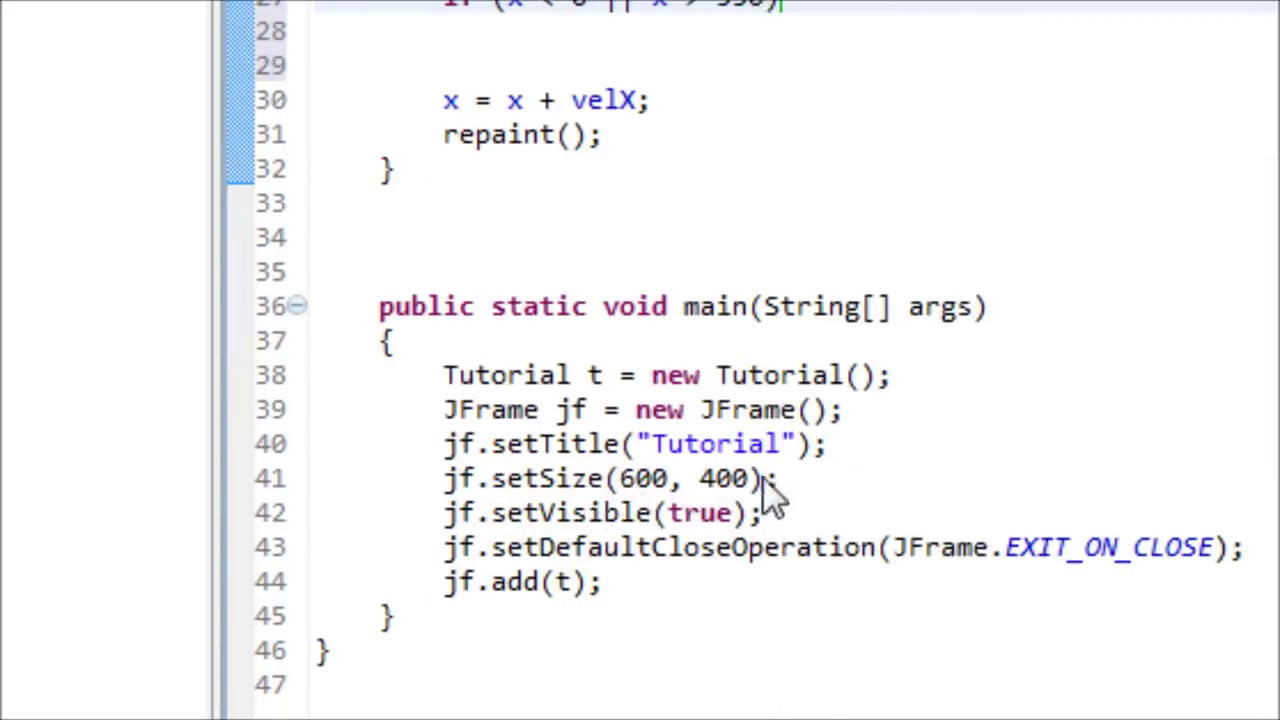 28
29
30 x = x + velX;
31 repaint();
32 }
33
34
35
36 public static void main(String[] args)
37 {
38 Tutorial t = new Tutorial();
39 JFrame jf = new JFrame();
40 jf.setTitle("Tutorial");
41 jf.setSize(600, 400);
42 jf.setVisible(true);
43 jf.setDefaultCloseOperation(JFrame.EXIT_ON_CLOSE);
44 jf.add(t);
45 }
46 }
47